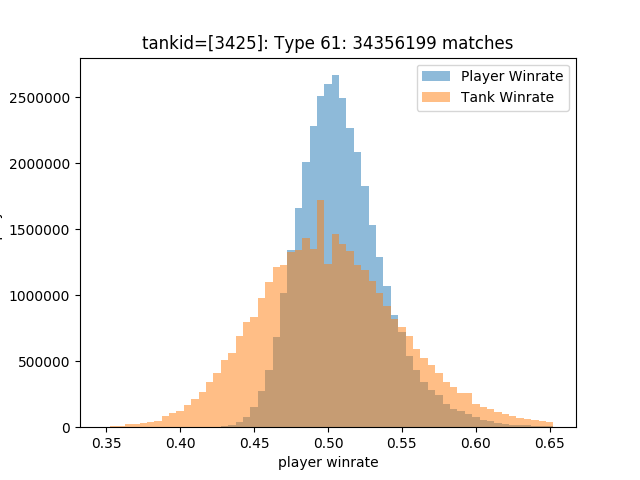 tankid=[3425]: Type 61: 34356199 matches
Player Winrate
Tank Winrate
2500000
2000000
1500000
1000000
500000
0
0.35 0.40 0.45 0.50 0.55 0.60 0.65
player winrate